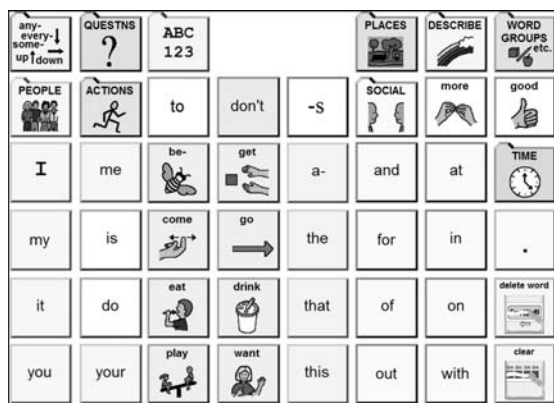 any-
every-
some-
up down
QUESTNS
?
ABC
123
PLACES
DESCRIBE
WORD
GROUPS
etc.
PEOPLE
ACTIONS
to
don't
-s
SOCIAL
more
good
I
me
be-
get
a-
and
at
TIME
my
is
come
go
the
for
in
.
it
do
eat
drink
that
of
on
delete word
you
your
play
want
this
out
with
clear